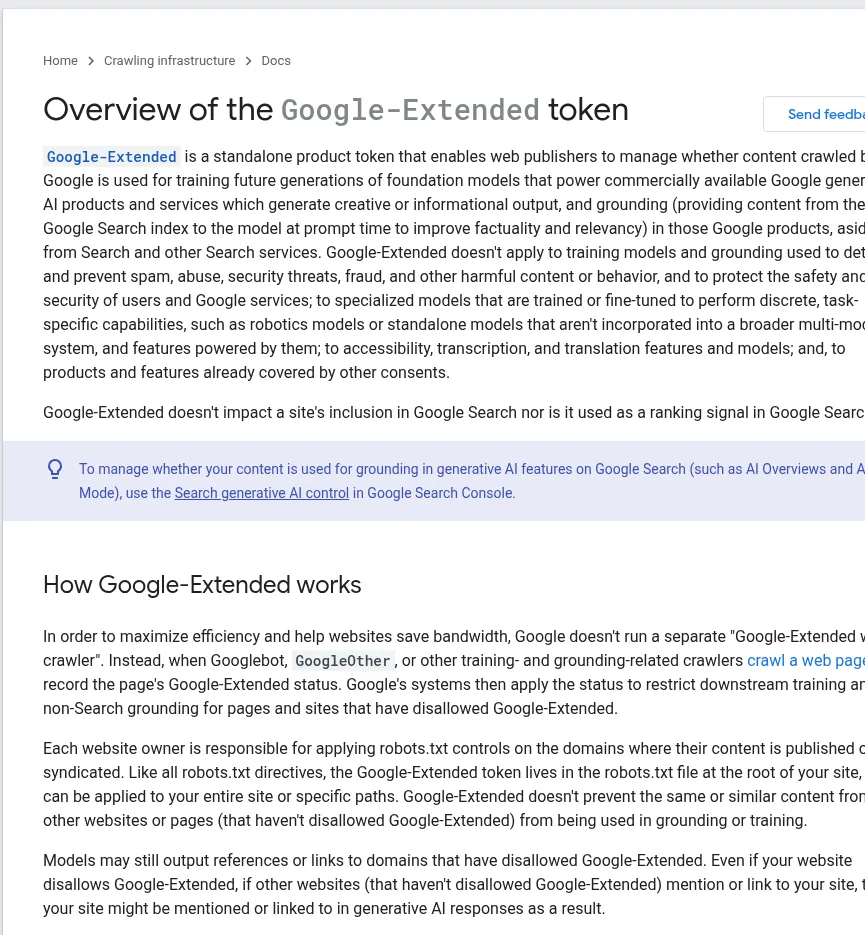 Home > Crawling infrastructure > Docs
Overview of the Google-Extended token
Send feedba
Google-Extended is a standalone product token that enables web publishers to manage whether content crawled b
Google is used for training future generations of foundation models that power commercially available Google gener
AI products and services which generate creative or informational output, and grounding (providing content from the
Google Search index to the model at prompt time to improve factuality and relevancy) in those Google products, asid
from Search and other Search services. Google-Extended doesn't apply to training models and grounding used to det
and prevent spam, abuse, security threats, fraud, and other harmful content or behavior, and to protect the safety and
security of users and Google services; to specialized models that are trained or fine-tuned to perform discrete, task-
specific capabilities, such as robotics models or standalone models that aren't incorporated into a broader multi-mod
system, and features powered by them; to accessibility, transcription, and translation features and models; and, to
products and features already covered by other consents.
Google-Extended doesn't impact a site's inclusion in Google Search nor is it used as a ranking signal in Google Searc
To manage whether your content is used for grounding in generative AI features on Google Search (such as AI Overviews and A
Mode), use the Search generative AI control in Google Search Console.
How Google-Extended works
In order to maximize efficiency and help websites save bandwidth, Google doesn't run a separate "Google-Extended w
crawler". Instead, when Googlebot, GoogleOther, or other training- and grounding-related crawlers crawl a web page
record the page's Google-Extended status. Google's systems then apply the status to restrict downstream training an
non-Search grounding for pages and sites that have disallowed Google-Extended.
Each website owner is responsible for applying robots.txt controls on the domains where their content is published o
syndicated. Like all robots.txt directives, the Google-Extended token lives in the robots.txt file at the root of your site,
can be applied to your entire site or specific paths. Google-Extended doesn't prevent the same or similar content from
other websites or pages (that haven't disallowed Google-Extended) from being used in grounding or training.
Models may still output references or links to domains that have disallowed Google-Extended. Even if your website
disallows Google-Extended, if other websites (that haven't disallowed Google-Extended) mention or link to your site, t
your site might be mentioned or linked to in generative AI responses as a result.